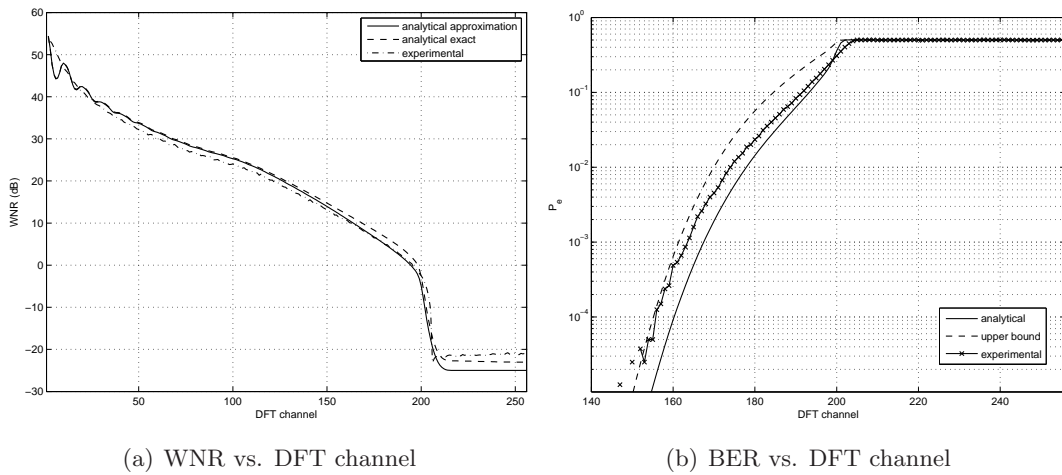 60
50
40
30
20
10
0
−10
−20
−30
WNR (dB)
50
100
150
200
250
DFT channel
analytical approximation
analytical exact
experimental
(a) WNR vs. DFT channel
10^0
10^−1
10^−2
10^−3
10^−4
P_e
140
160
180
200
220
240
DFT channel
analytical
upper bound
experimental
(b) BER vs. DFT channel